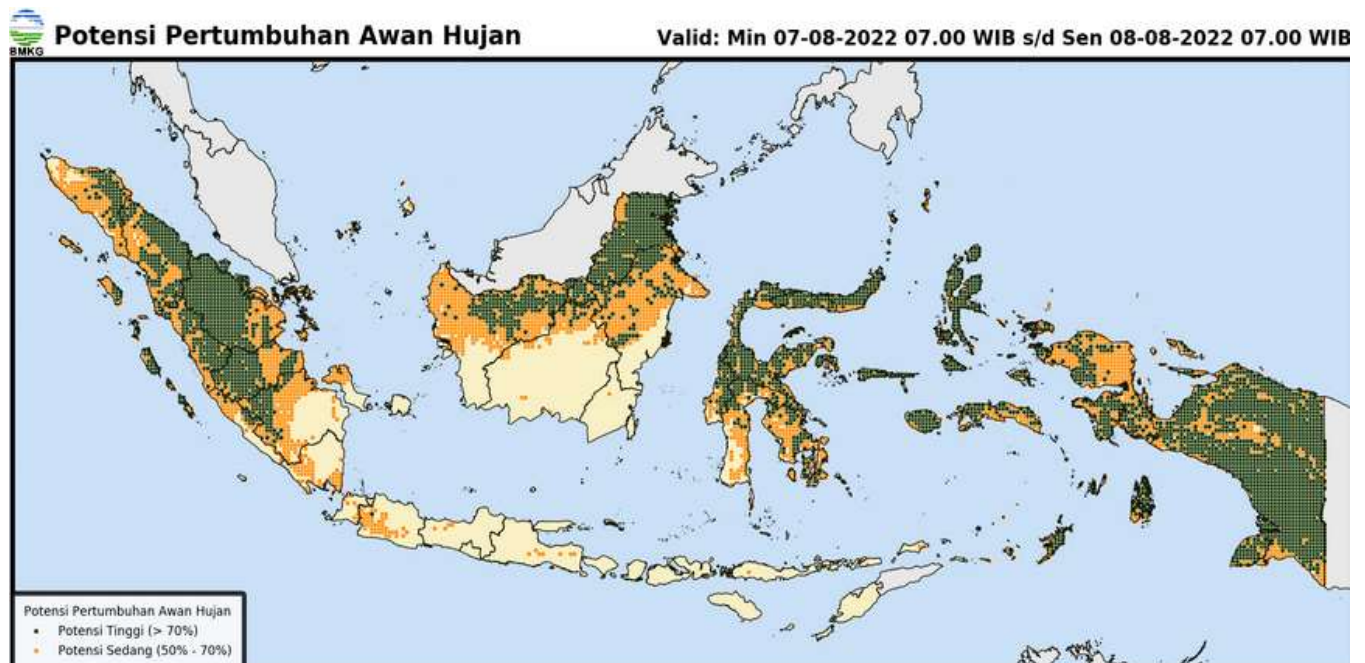 BMKG
Potensi Pertumbuhan Awan Hujan
Valid: Min 07-08-2022 07.00 WIB s/d Sen 08-08-2022 07.00 WIB
Potensi Pertumbuhan Awan Hujan
Potensi Tinggi (> 70%)
Potensi Sedang (50% - 70%)